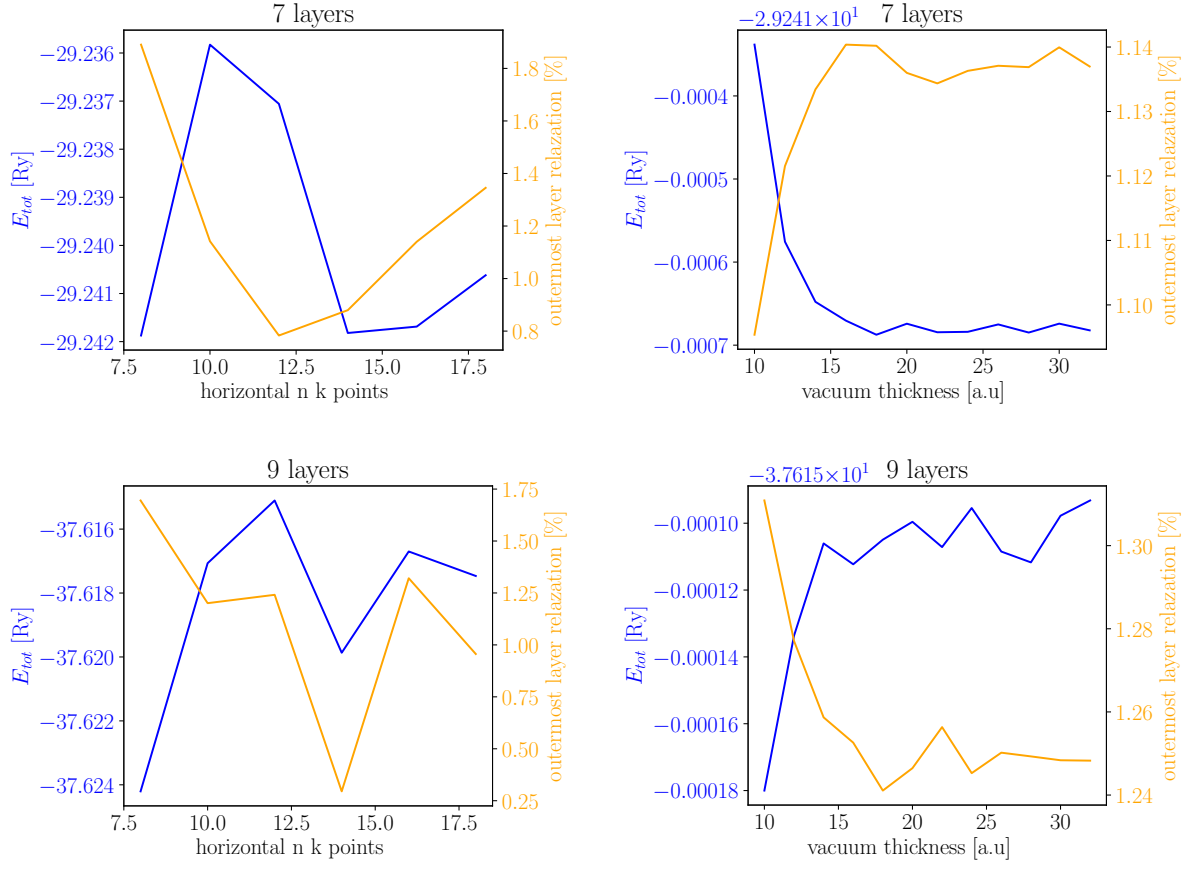 7 layers
−29.236
−29.237
−29.238
−29.239
−29.240
−29.241
−29.242
E_tot [Ry]
1.8
1.6
1.4
1.2
1.0
0.8
outermost layer relazation [%]
7.5 10.0 12.5 15.0 17.5
horizontal n k points
−2.9241×10¹ 7 layers
−0.0004
−0.0005
−0.0006
−0.0007
E_tot [Ry]
1.14
1.13
1.12
1.11
1.10
outermost layer relazation [%]
10 15 20 25 30
vacuum thickness [a.u]
9 layers
−37.616
−37.618
−37.620
−37.622
−37.624
E_tot [Ry]
1.75
1.50
1.25
1.00
0.75
0.50
0.25
outermost layer relazation [%]
7.5 10.0 12.5 15.0 17.5
horizontal n k points
−3.7615×10¹ 9 layers
−0.00010
−0.00012
−0.00014
−0.00016
−0.00018
E_tot [Ry]
1.30
1.28
1.26
1.24
outermost layer relazation [%]
10 15 20 25 30
vacuum thickness [a.u]